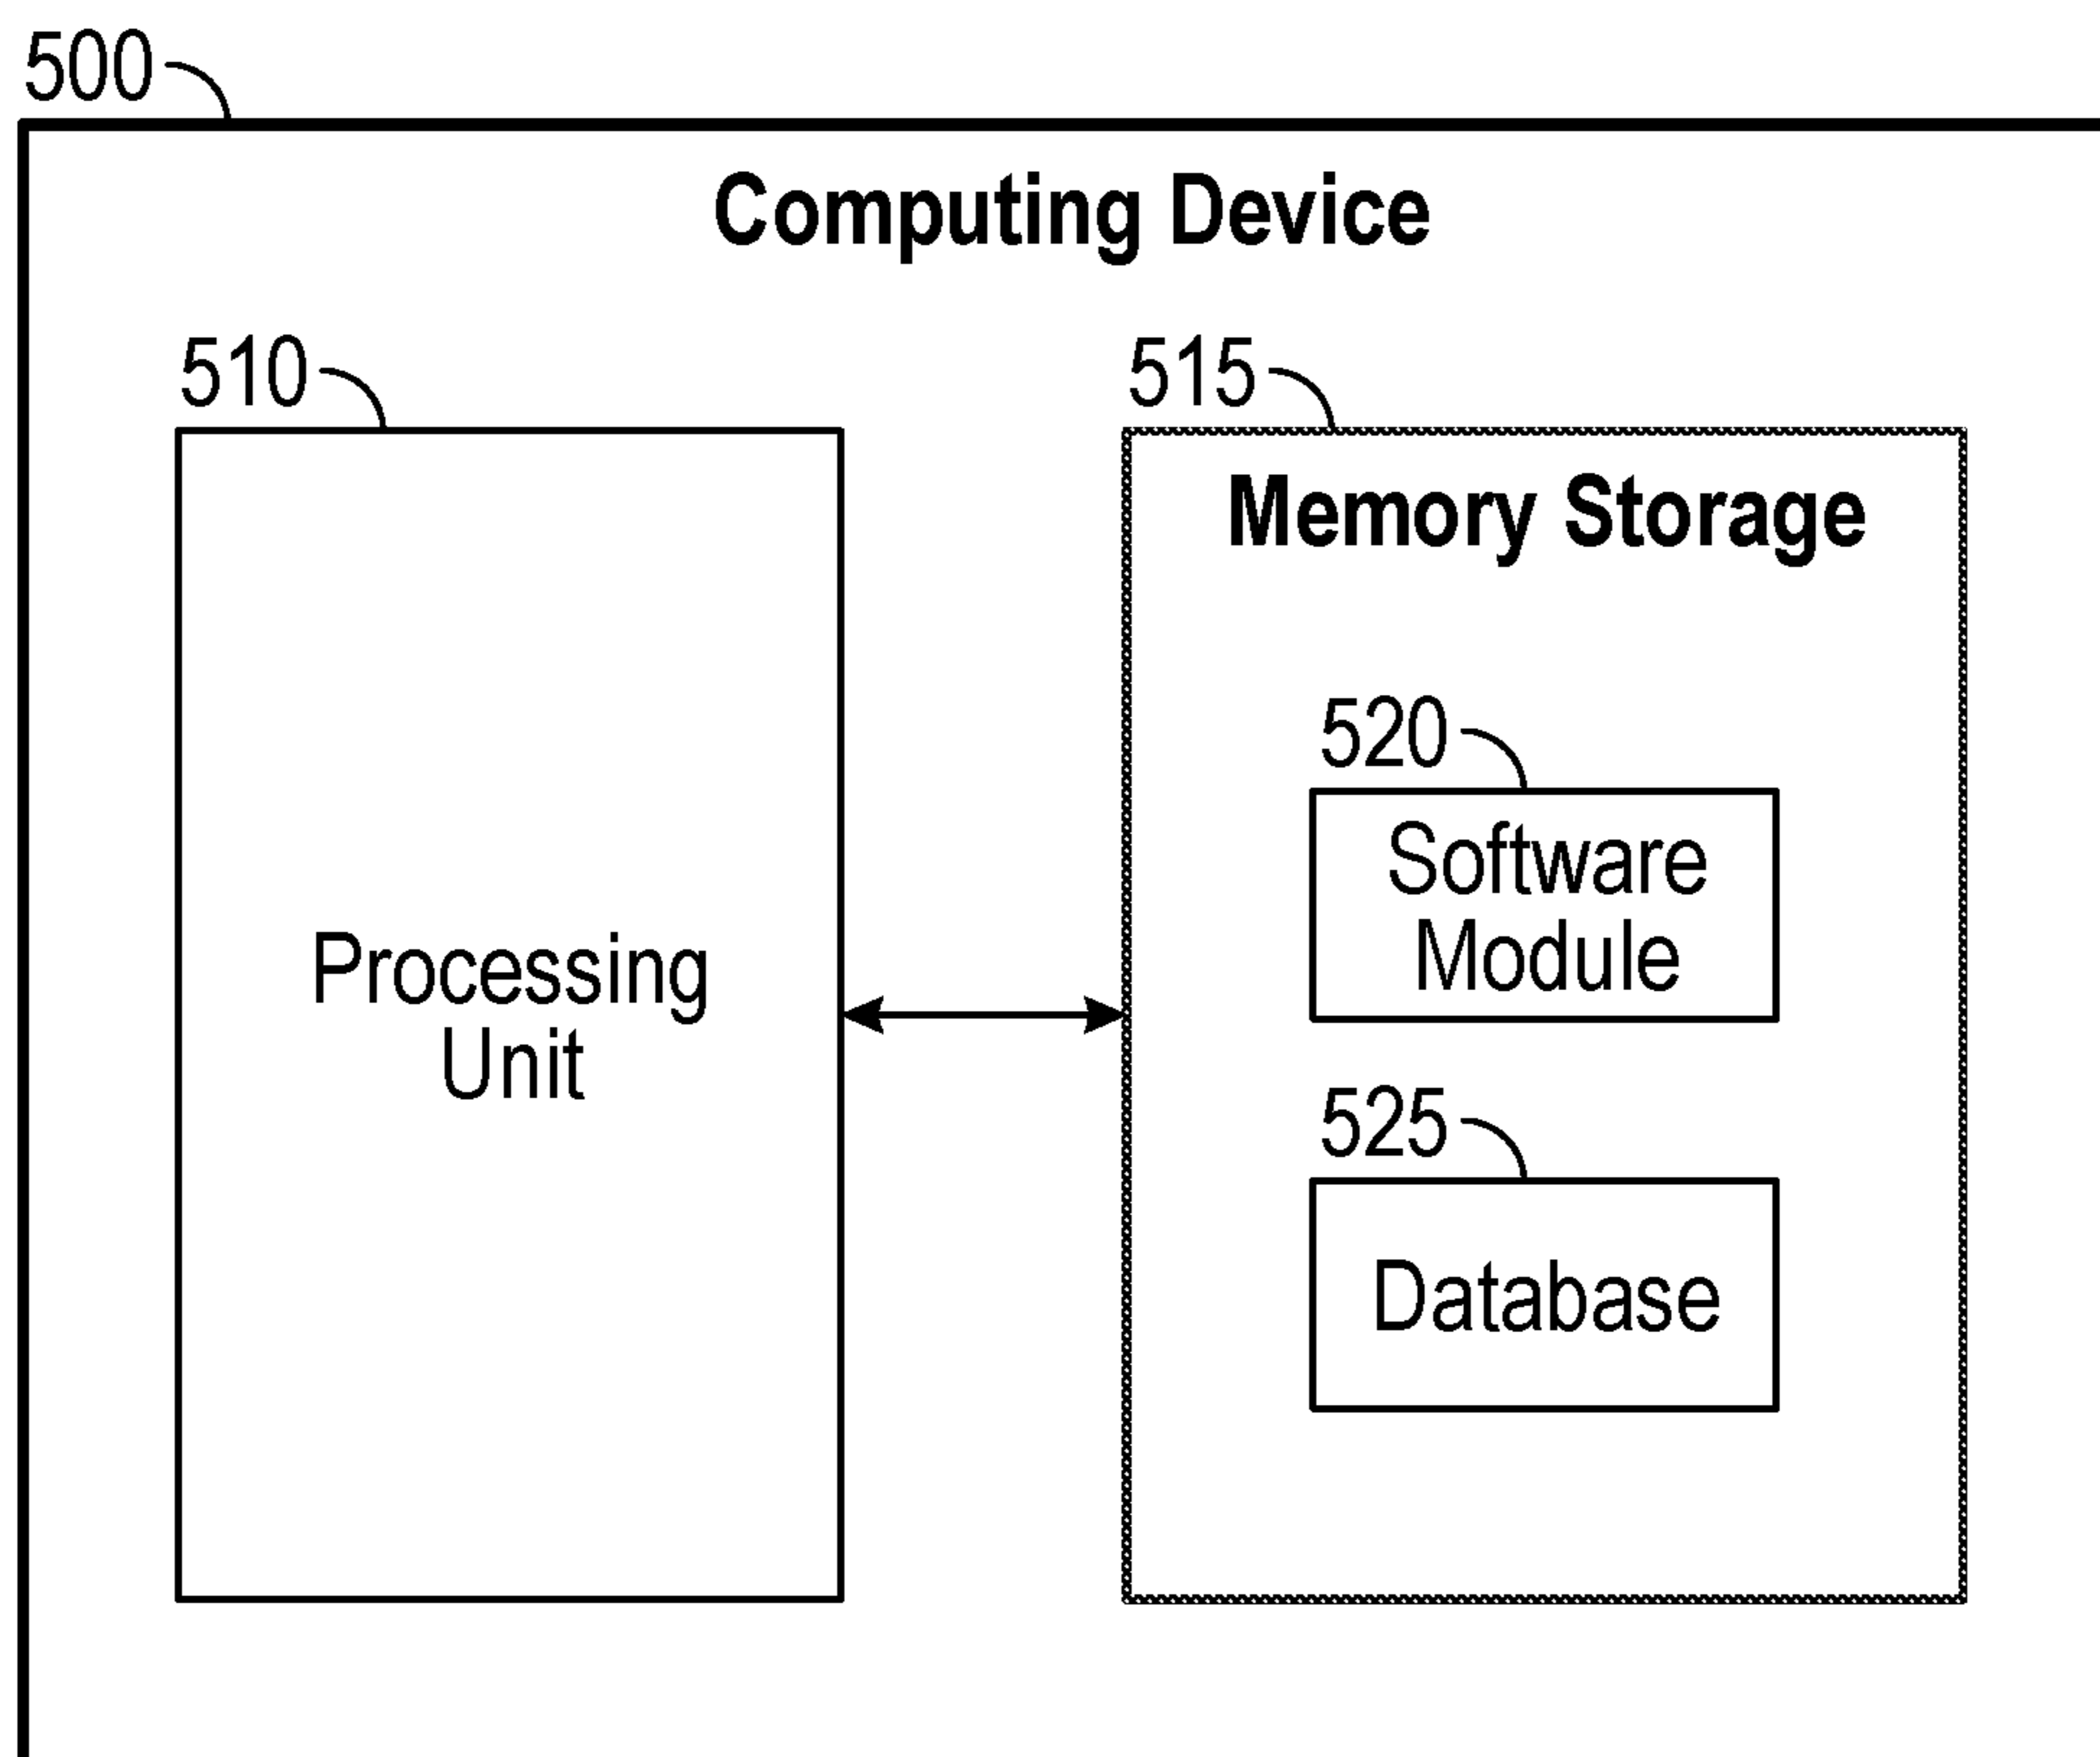 500
Computing Device
510
515
Memory Storage
520
Software
Module
Processing
Unit
525
Database